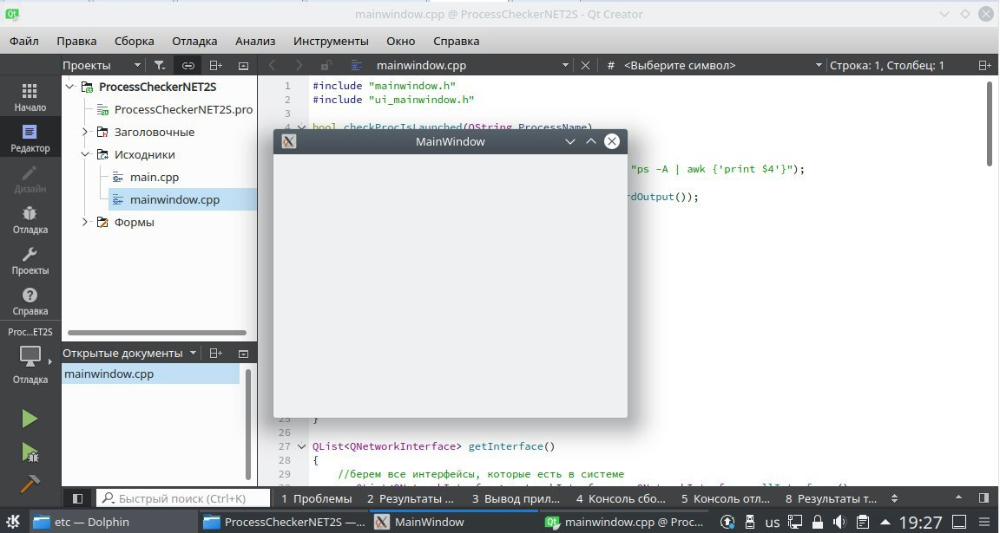 mainwindow.cpp @ ProcessCheckerNET2S - Qt Creator
Файл Правка Сборка Отладка Анализ Инструменты Окно Справка
Проекты
mainwindow.cpp
# <Выберите символ>
Строка: 1, Столбец: 1
Начало
Редактор
Дизайн
Отладка
Проекты
Справка
Proc...ET2S
Отладка
ProcessCheckerNET2S
ProcessCheckerNET2S.pro
Заголовочные
Исходники
main.cpp
mainwindow.cpp
Формы
Открытые документы
mainwindow.cpp
1 #include "mainwindow.h"
2 #include "ui_mainwindow.h"
3
4 bool checkProcIsLaunched(QString ProcessName)
MainWindow
"ps -A | awk {'print $4'}");
rdOutput());
25 }
26
27 QList<QNetworkInterface> getInterface()
28 {
29 //берем все интерфейсы, которые есть в системе
Быстрый поиск (Ctrl+K)
1 Проблемы 2 Результаты ... 3 Вывод прил... 4 Консоль сбо... 5 Консоль отл... 8 Результаты т...
etc — Dolphin
ProcessCheckerNET2S —...
MainWindow
mainwindow.cpp @ Proc...
us
19:27